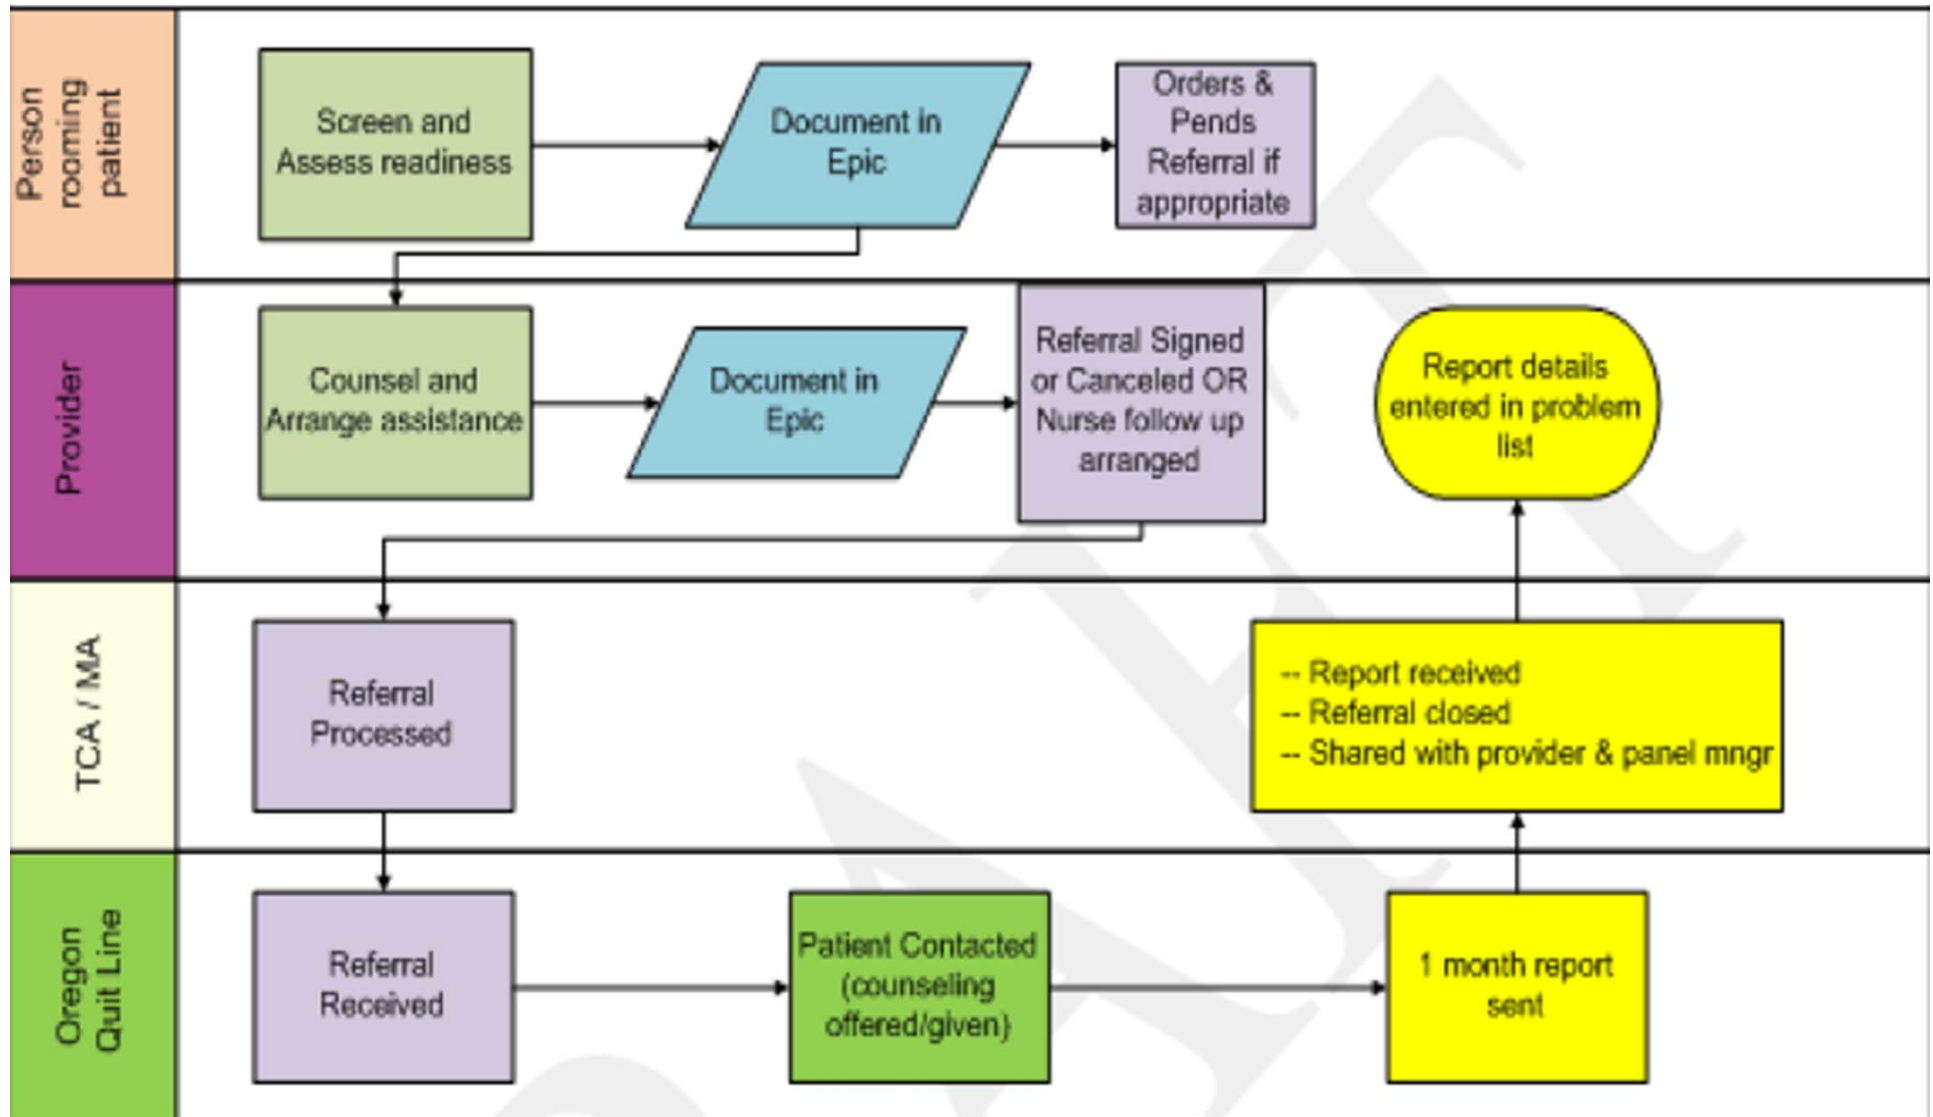 Person
rooming
patient
Screen and
Assess readiness
Document in
Epic
Orders &
Pends
Referral if
appropriate
Provider
Counsel and
Arrange assistance
Document in
Epic
Referral Signed
or Canceled OR
Nurse follow up
arranged
Report details
entered in problem
list
TCA / MA
Referral
Processed
-- Report received
-- Referral closed
-- Shared with provider & panel mngr
Oregon
Quit Line
Referral
Received
Patient Contacted
(counseling
offered/given)
1 month report
sent
DRAFT